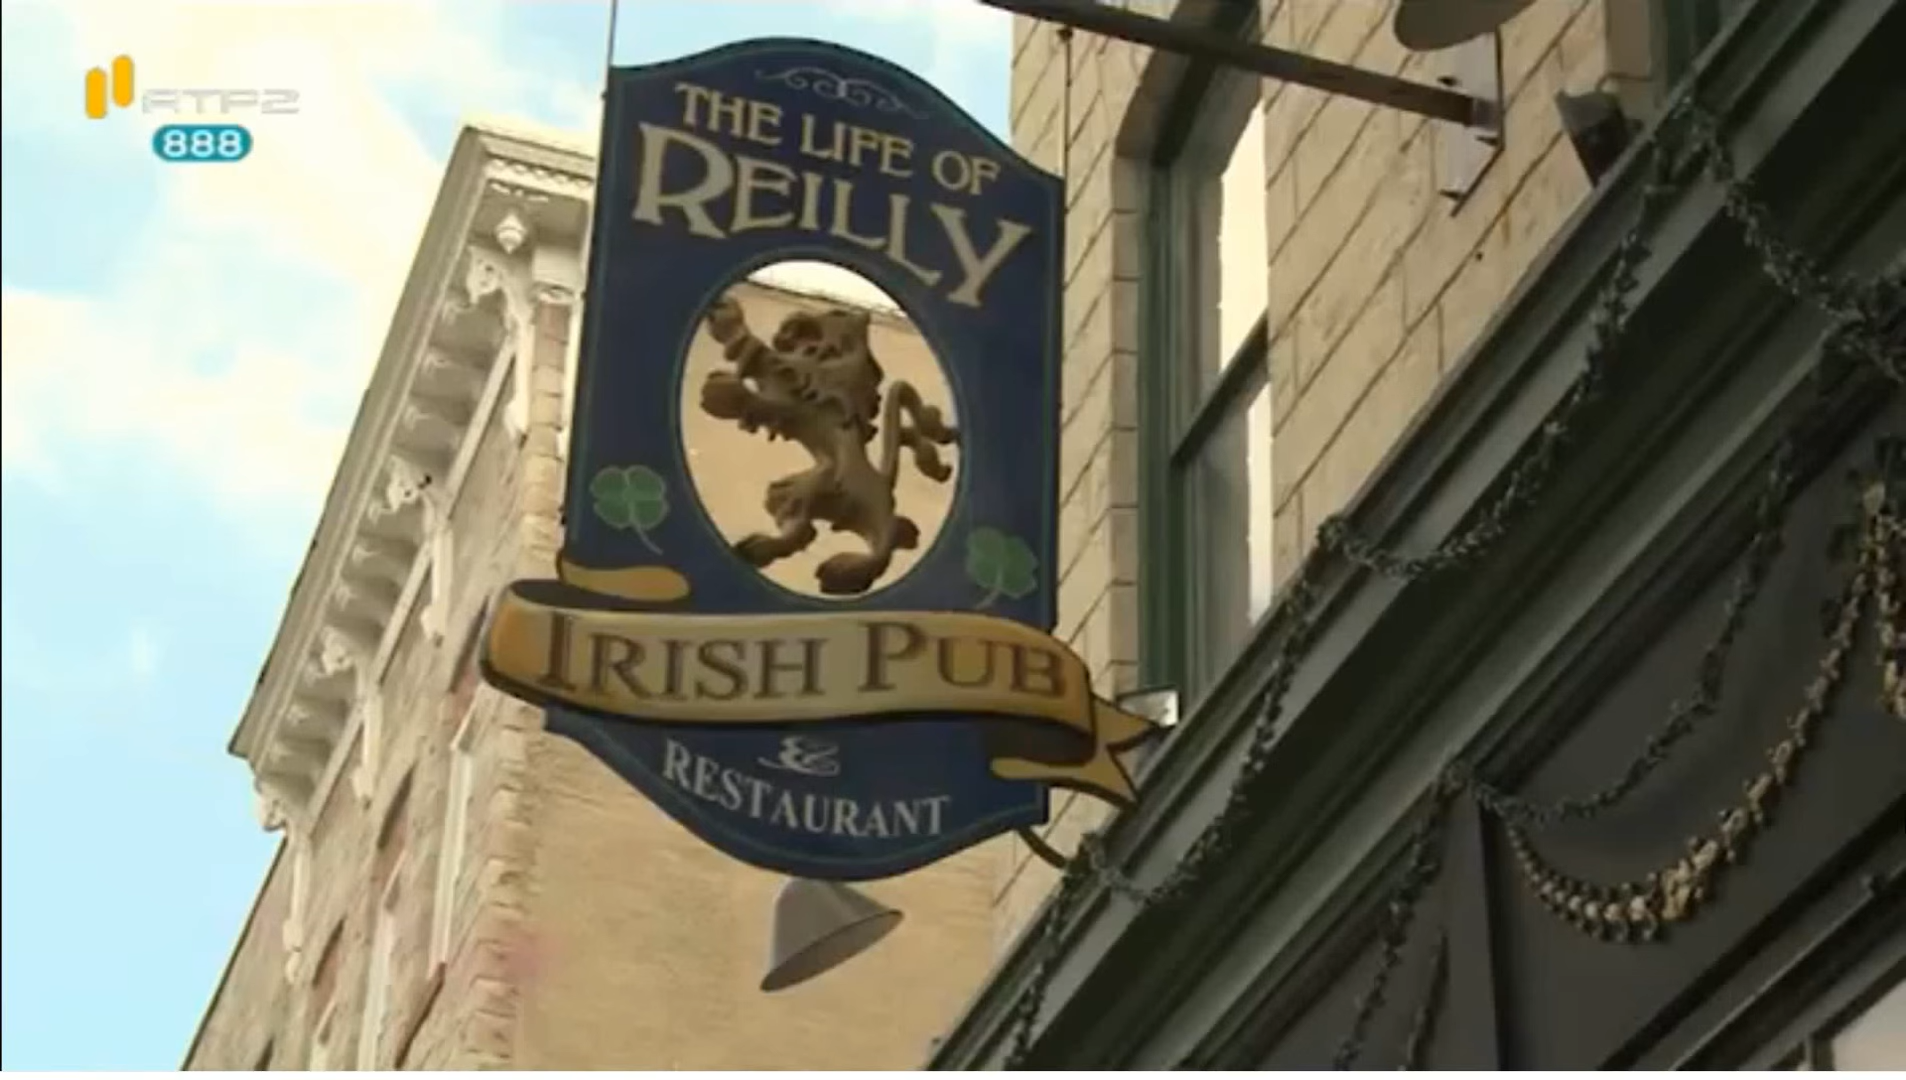 RTP2
888
THE LIFE OF
REILLY
IRISH PUB
&
RESTAURANT